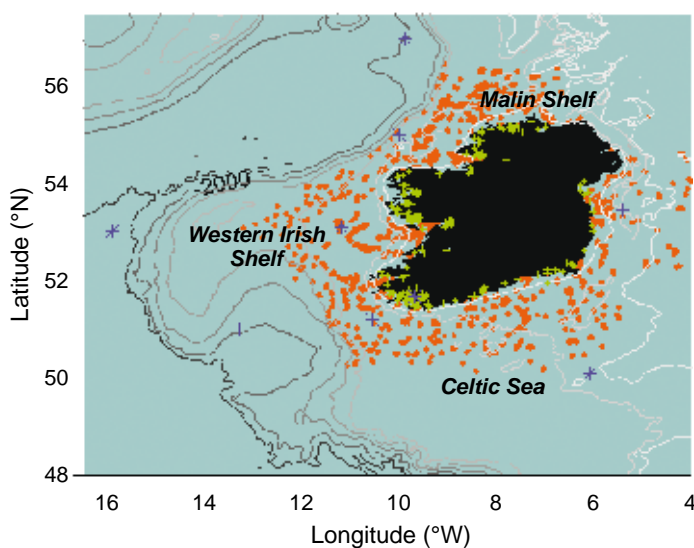 56
54
52
50
48
16
14
12
10
8
6
4
Latitude (°N)
Longitude (°W)
Malin Shelf
-2000
Western Irish
Shelf
Celtic Sea